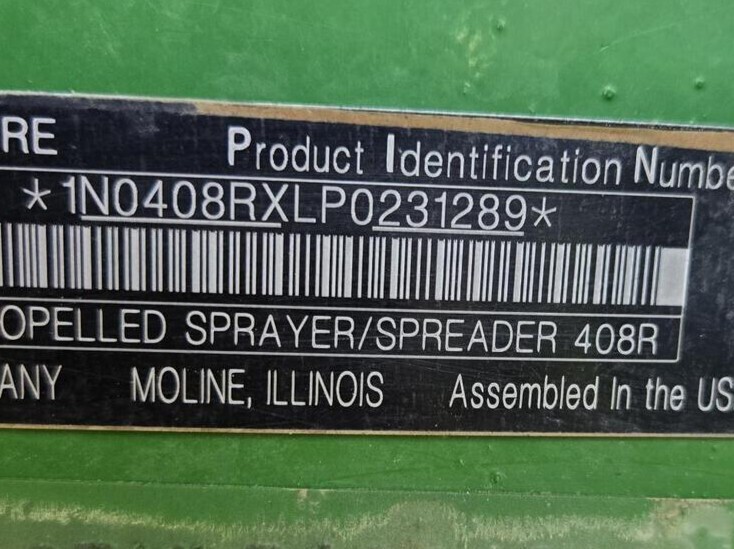 RE Product Identification Numbe
*1N0408RXLP0231289*
OPELLED SPRAYER/SPREADER 408R
ANY MOLINE, ILLINOIS Assembled In the US